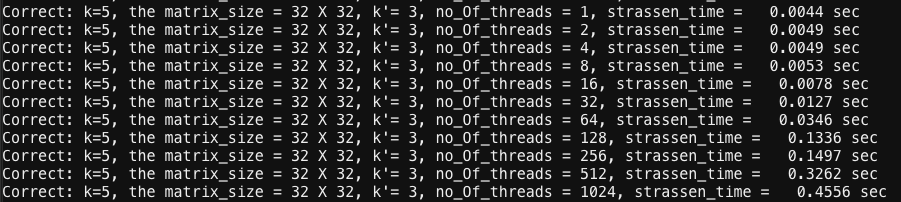 Correct: k=5, the matrix_size = 32 X 32, k'= 3, no_Of_threads = 1, strassen_time =   0.0044 sec
Correct: k=5, the matrix_size = 32 X 32, k'= 3, no_Of_threads = 2, strassen_time =   0.0049 sec
Correct: k=5, the matrix_size = 32 X 32, k'= 3, no_Of_threads = 4, strassen_time =   0.0049 sec
Correct: k=5, the matrix_size = 32 X 32, k'= 3, no_Of_threads = 8, strassen_time =   0.0053 sec
Correct: k=5, the matrix_size = 32 X 32, k'= 3, no_Of_threads = 16, strassen_time =   0.0078 sec
Correct: k=5, the matrix_size = 32 X 32, k'= 3, no_Of_threads = 32, strassen_time =   0.0127 sec
Correct: k=5, the matrix_size = 32 X 32, k'= 3, no_Of_threads = 64, strassen_time =   0.0346 sec
Correct: k=5, the matrix_size = 32 X 32, k'= 3, no_Of_threads = 128, strassen_time =   0.1336 sec
Correct: k=5, the matrix_size = 32 X 32, k'= 3, no_Of_threads = 256, strassen_time =   0.1497 sec
Correct: k=5, the matrix_size = 32 X 32, k'= 3, no_Of_threads = 512, strassen_time =   0.3262 sec
Correct: k=5, the matrix_size = 32 X 32, k'= 3, no_Of_threads = 1024, strassen_time =   0.4556 sec